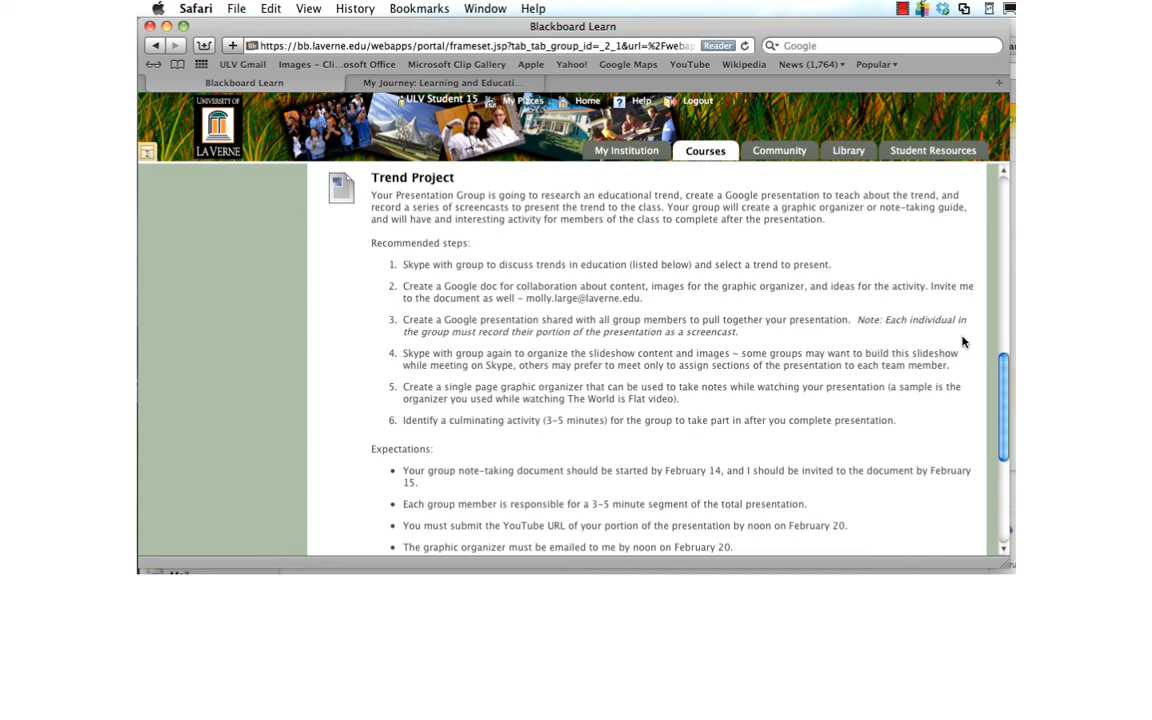 Safari File Edit View History Bookmarks Window Help
Blackboard Learn
https://bb.laverne.edu/webapps/portal/frameset.jsp?tab_tab_group_id=_2_1&url=%2Fwebap Reader Google
ULV Gmail Images – Cli...osoft Office Microsoft Clip Gallery Apple Yahoo! Google Maps YouTube Wikipedia News (1,764) Popular
Blackboard Learn My Journey: Learning and Educati...
ULV Student 15 My Places Home Help Logout
UNIVERSITY OF
LA VERNE
My Institution Courses Community Library Student Resources
Trend Project
Your Presentation Group is going to research an educational trend, create a Google presentation to teach about the trend, and
record a series of screencasts to present the trend to the class. Your group will create a graphic organizer or note-taking guide,
and will have and interesting activity for members of the class to complete after the presentation.
Recommended steps:
1. Skype with group to discuss trends in education (listed below) and select a trend to present.
2. Create a Google doc for collaboration about content, images for the graphic organizer, and ideas for the activity. Invite me
to the document as well – molly.large@laverne.edu.
3. Create a Google presentation shared with all group members to pull together your presentation. Note: Each individual in
the group must record their portion of the presentation as a screencast.
4. Skype with group again to organize the slideshow content and images ~ some groups may want to build this slideshow
while meeting on Skype, others may prefer to meet only to assign sections of the presentation to each team member.
5. Create a single page graphic organizer that can be used to take notes while watching your presentation (a sample is the
organizer you used while watching The World is Flat video).
6. Identify a culminating activity (3–5 minutes) for the group to take part in after you complete presentation.
Expectations:
• Your group note-taking document should be started by February 14, and I should be invited to the document by February
15.
• Each group member is responsible for a 3–5 minute segment of the total presentation.
• You must submit the YouTube URL of your portion of the presentation by noon on February 20.
• The graphic organizer must be emailed to me by noon on February 20.